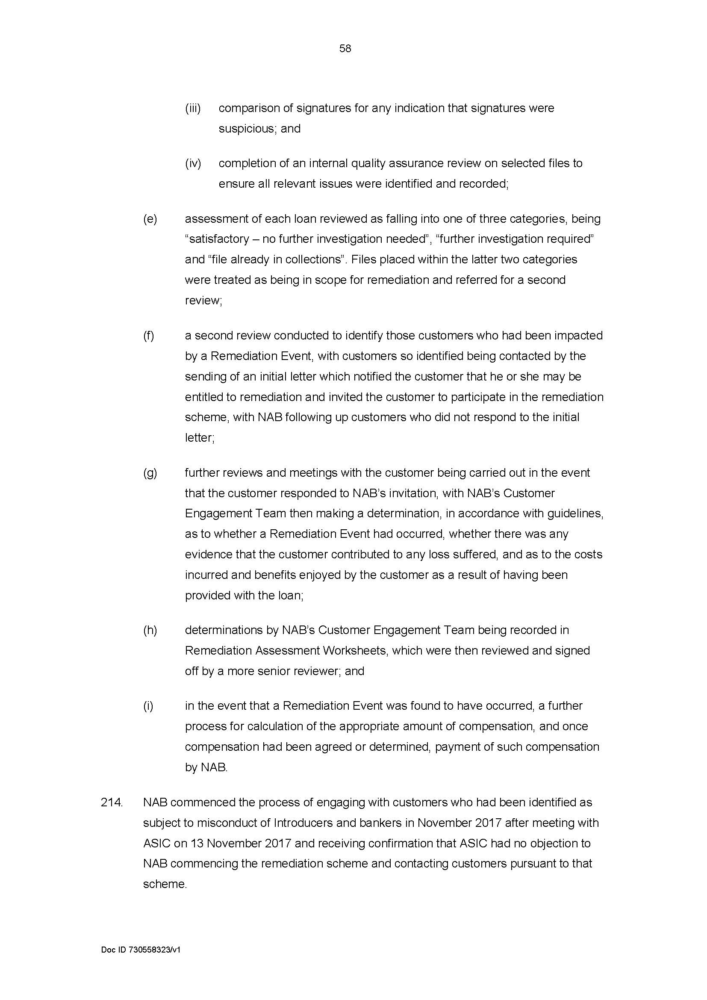 58
(iii) comparison of signatures for any indication that signatures were
suspicious; and
(iv) completion of an internal quality assurance review on selected files to
ensure all relevant issues were identified and recorded;
(e) assessment of each loan reviewed as falling into one of three categories, being
“satisfactory – no further investigation needed”, “further investigation required”
and “file already in collections”. Files placed within the latter two categories
were treated as being in scope for remediation and referred for a second
review;
(f) a second review conducted to identify those customers who had been impacted
by a Remediation Event, with customers so identified being contacted by the
sending of an initial letter which notified the customer that he or she may be
entitled to remediation and invited the customer to participate in the remediation
scheme, with NAB following up customers who did not respond to the initial
letter;
(g) further reviews and meetings with the customer being carried out in the event
that the customer responded to NAB’s invitation, with NAB’s Customer
Engagement Team then making a determination, in accordance with guidelines,
as to whether a Remediation Event had occurred, whether there was any
evidence that the customer contributed to any loss suffered, and as to the costs
incurred and benefits enjoyed by the customer as a result of having been
provided with the loan;
(h) determinations by NAB’s Customer Engagement Team being recorded in
Remediation Assessment Worksheets, which were then reviewed and signed
off by a more senior reviewer; and
(i) in the event that a Remediation Event was found to have occurred, a further
process for calculation of the appropriate amount of compensation, and once
compensation had been agreed or determined, payment of such compensation
by NAB.
214. NAB commenced the process of engaging with customers who had been identified as
subject to misconduct of Introducers and bankers in November 2017 after meeting with
ASIC on 13 November 2017 and receiving confirmation that ASIC had no objection to
NAB commencing the remediation scheme and contacting customers pursuant to that
scheme.
Doc ID 730558323/v1